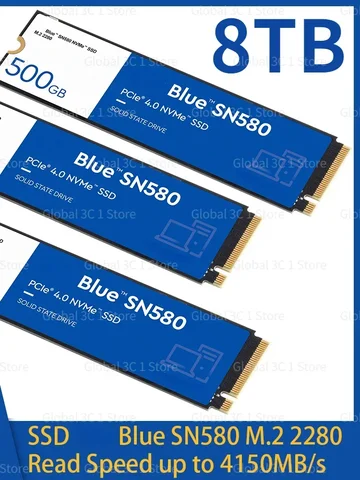 8TB
Blue™ SN580 NVMe™ SSD
M.2 2280
500GB
Blue™ SN580
PCIe® 4.0 NVMe™ SSD
SOLID STATE DRIVE
Blue™ SN580
PCIe® 4.0 NVMe™ SSD
SOLID STATE DRIVE
Blue™ SN580
PCIe® 4.0 NVMe™ SSD
SOLID STATE DRIVE
Global 3C 1 Store
SSD Blue SN580 M.2 2280
Read Speed up to 4150MB/s